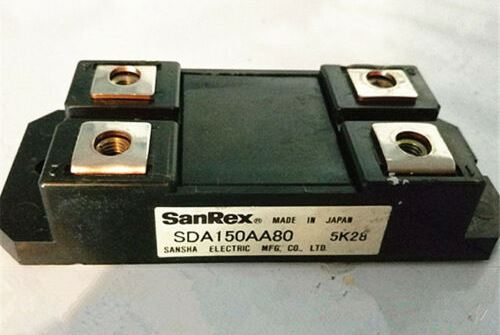 SanRex® MADE IN JAPAN
SDA150AA80 5K28
SANSHA ELECTRIC MFG. CO., LTD.